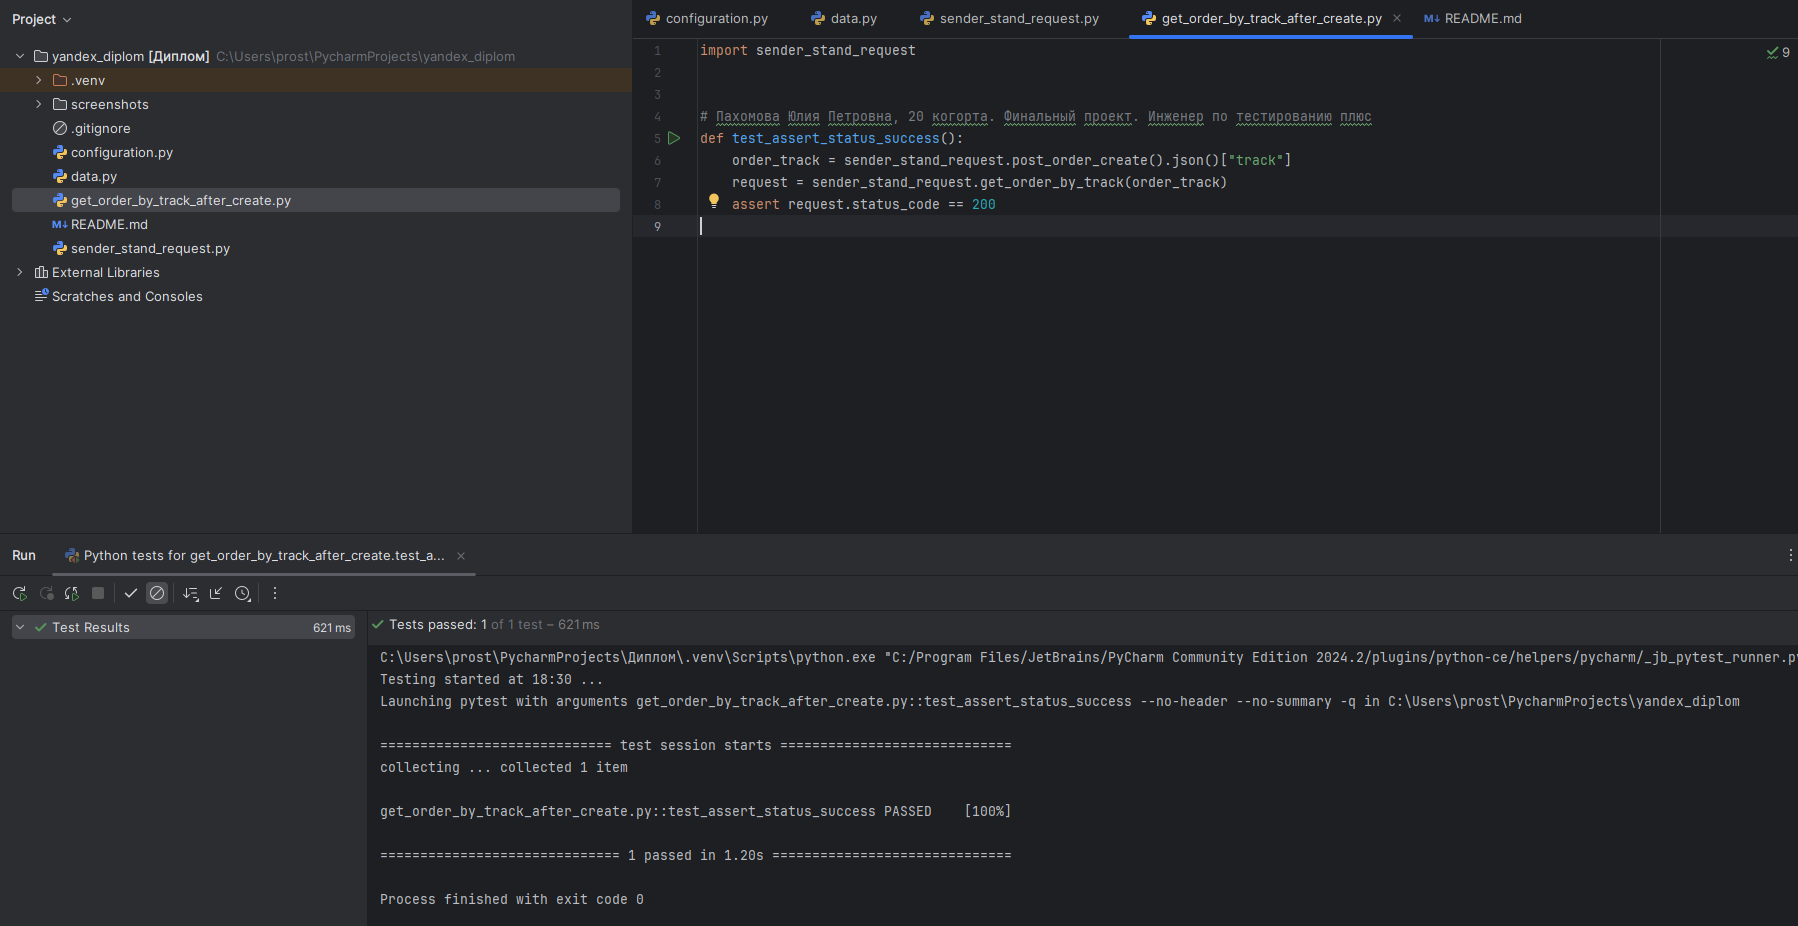 Project
yandex_diplom [Диплом] C:\Users\prost\PycharmProjects\yandex_diplom
.venv
screenshots
.gitignore
configuration.py
data.py
get_order_by_track_after_create.py
M↓ README.md
sender_stand_request.py
External Libraries
Scratches and Consoles
configuration.py data.py sender_stand_request.py get_order_by_track_after_create.py M↓ README.md
9
1 import sender_stand_request
2
3
4 # Пахомова Юлия Петровна, 20 когорта. Финальный проект. Инженер по тестированию плюс
5 def test_assert_status_success():
6 order_track = sender_stand_request.post_order_create().json()["track"]
7 request = sender_stand_request.get_order_by_track(order_track)
8 assert request.status_code == 200
9
Run Python tests for get_order_by_track_after_create.test_a...
Test Results 621 ms
Tests passed: 1 of 1 test – 621 ms
C:\Users\prost\PycharmProjects\Диплом\.venv\Scripts\python.exe "C:/Program Files/JetBrains/PyCharm Community Edition 2024.2/plugins/python-ce/helpers/pycharm/_jb_pytest_runner.py
Testing started at 18:30 ...
Launching pytest with arguments get_order_by_track_after_create.py::test_assert_status_success --no-header --no-summary -q in C:\Users\prost\PycharmProjects\yandex_diplom
============================= test session starts =============================
collecting ... collected 1 item
get_order_by_track_after_create.py::test_assert_status_success PASSED [100%]
============================== 1 passed in 1.20s ==============================
Process finished with exit code 0